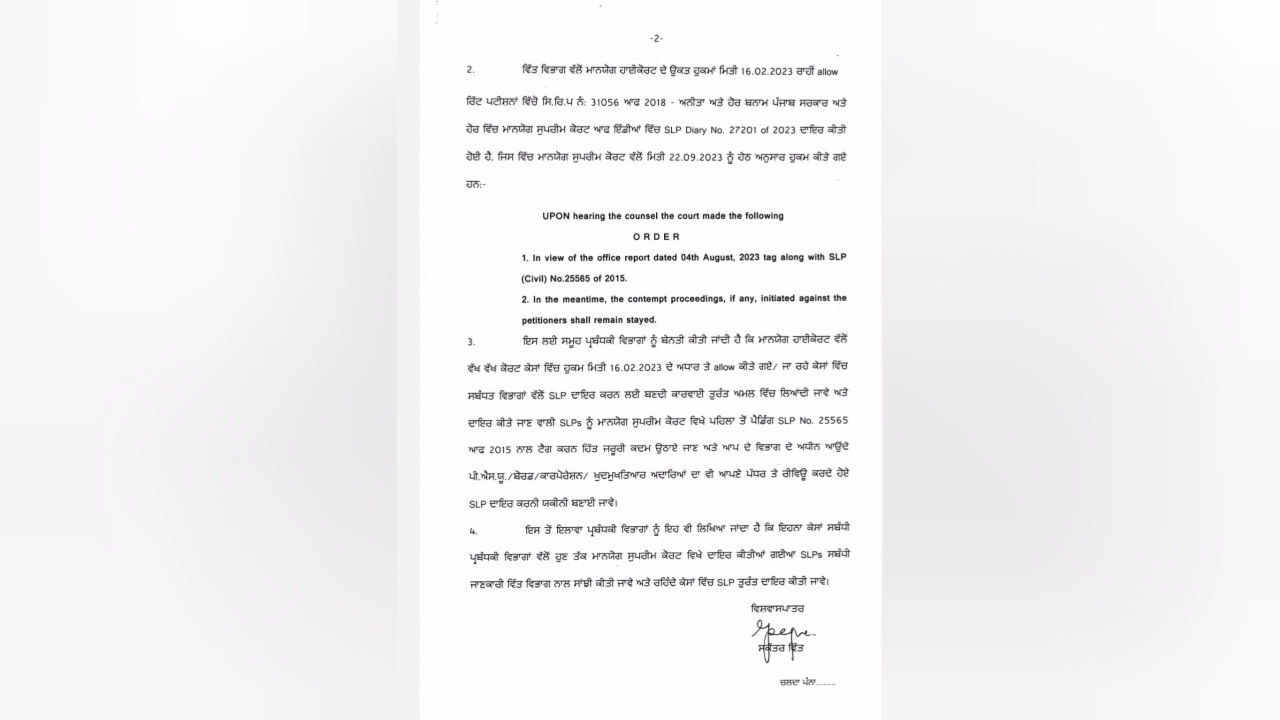 -2-
2. ਵਿੱਤ ਵਿਭਾਗ ਵੱਲੋਂ ਮਾਨਯੋਗ ਹਾਈਕੋਰਟ ਦੇ ਉਕਤ ਹੁਕਮਾਂ ਮਿਤੀ 16.02.2023 ਰਾਹੀਂ allow
ਰਿੱਟ ਪਟੀਸ਼ਨਾਂ ਵਿੱਚੋਂ ਸਿ.ਰਿ.ਪ ਨੰ: 31056 ਆਫ 2018 - ਅਨੀਤਾ ਅਤੇ ਹੋਰ ਬਨਾਮ ਪੰਜਾਬ ਸਰਕਾਰ ਅਤੇ
ਹੋਰ ਵਿੱਚ ਮਾਨਯੋਗ ਸੁਪਰੀਮ ਕੋਰਟ ਆਫ ਇੰਡੀਆਂ ਵਿੱਚ SLP Diary No. 27201 of 2023 ਦਾਇਰ ਕੀਤੀ
ਹੋਈ ਹੈ, ਜਿਸ ਵਿੱਚ ਮਾਨਯੋਗ ਸੁਪਰੀਮ ਕੋਰਟ ਵੱਲੋਂ ਮਿਤੀ 22.09.2023 ਨੂੰ ਹੇਠ ਅਨੁਸਾਰ ਹੁਕਮ ਕੀਤੇ ਗਏ
ਹਨ:-
UPON hearing the counsel the court made the following
O R D E R
1. In view of the office report dated 04th August, 2023 tag along with SLP
(Civil) No.25565 of 2015.
2. In the meantime, the contempt proceedings, if any, initiated against the
petitioners shall remain stayed.
3. ਇਸ ਲਈ ਸਮੂਹ ਪ੍ਰਬੰਧਕੀ ਵਿਭਾਗਾਂ ਨੂੰ ਬੇਨਤੀ ਕੀਤੀ ਜਾਂਦੀ ਹੈ ਕਿ ਮਾਨਯੋਗ ਹਾਈਕੋਰਟ ਵੱਲੋਂ
ਵੱਖ ਵੱਖ ਕੋਰਟ ਕੇਸਾਂ ਵਿੱਚ ਹੁਕਮ ਮਿਤੀ 16.02.2023 ਦੇ ਅਧਾਰ ਤੇ allow ਕੀਤੇ ਗਏ/ ਜਾ ਰਹੇ ਕੇਸਾਂ ਵਿੱਚ
ਸਬੰਧਤ ਵਿਭਾਗਾਂ ਵੱਲੋਂ SLP ਦਾਇਰ ਕਰਨ ਲਈ ਬਣਦੀ ਕਾਰਵਾਈ ਤੁਰੰਤ ਅਮਲ ਵਿੱਚ ਲਿਆਂਦੀ ਜਾਵੇ ਅਤੇ
ਦਾਇਰ ਕੀਤੇ ਜਾਣ ਵਾਲੀ SLPs ਨੂੰ ਮਾਨਯੋਗ ਸੁਪਰੀਮ ਕੋਰਟ ਵਿਖੇ ਪਹਿਲਾ ਤੋਂ ਪੈਡਿੰਗ SLP No. 25565
ਆਫ 2015 ਨਾਲ ਟੈਗ ਕਰਨ ਹਿੱਤ ਜਰੂਰੀ ਕਦਮ ਉਠਾਏ ਜਾਣ ਅਤੇ ਆਪ ਦੇ ਵਿਭਾਗ ਦੇ ਅਧੀਨ ਆਉਂਦੇ
ਪੀ.ਐਸ.ਯੂ./ਬੋਰਡ/ਕਾਰਪੋਰੇਸ਼ਨ/ ਖੁਦਮੁਖਤਿਆਰ ਅਦਾਰਿਆਂ ਦਾ ਵੀ ਆਪਣੇ ਪੱਧਰ ਤੇ ਰੀਵਿਊ ਕਰਦੇ ਹੋਏ
SLP ਦਾਇਰ ਕਰਨੀ ਯਕੀਨੀ ਬਣਾਈ ਜਾਵੇ।
4. ਇਸ ਤੋਂ ਇਲਾਵਾ ਪ੍ਰਬੰਧਕੀ ਵਿਭਾਗਾਂ ਨੂੰ ਇਹ ਵੀ ਲਿਖਿਆ ਜਾਂਦਾ ਹੈ ਕਿ ਇਹਨਾ ਕੇਸਾਂ ਸਬੰਧੀ
ਪ੍ਰਬੰਧਕੀ ਵਿਭਾਗਾਂ ਵੱਲੋਂ ਹੁਣ ਤੱਕ ਮਾਨਯੋਗ ਸੁਪਰੀਮ ਕੋਰਟ ਵਿਖੇ ਦਾਇਰ ਕੀਤੀਆਂ ਗਈਆ SLPs ਸਬੰਧੀ
ਜਾਣਕਾਰੀ ਵਿੱਤ ਵਿਭਾਗ ਨਾਲ ਸਾਂਝੀ ਕੀਤੀ ਜਾਵੇ ਅਤੇ ਰਹਿੰਦੇ ਕੇਸਾਂ ਵਿੱਚ SLP ਤੁਰੰਤ ਦਾਇਰ ਕੀਤੀ ਜਾਵੇ।
ਵਿਸ਼ਵਾਸਪਾਤਰ
ਸਕੱਤਰ ਵਿੱਤ
ਚਲਦਾ ਪੰਨਾ........